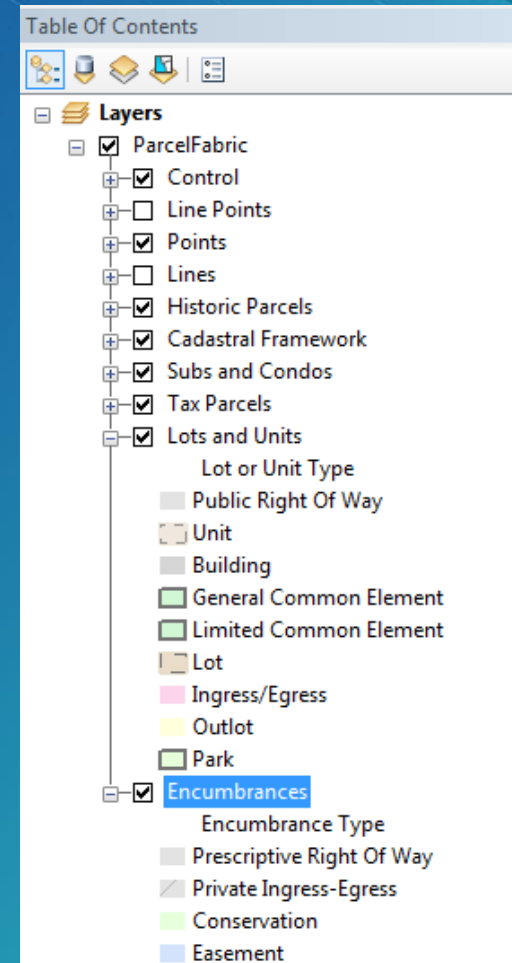 Table Of Contents
Layers
ParcelFabric
Control
Line Points
Points
Lines
Historic Parcels
Cadastral Framework
Subs and Condos
Tax Parcels
Lots and Units
Lot or Unit Type
Public Right Of Way
Unit
Building
General Common Element
Limited Common Element
Lot
Ingress/Egress
Outlot
Park
Encumbrances
Encumbrance Type
Prescriptive Right Of Way
Private Ingress-Egress
Conservation
Easement